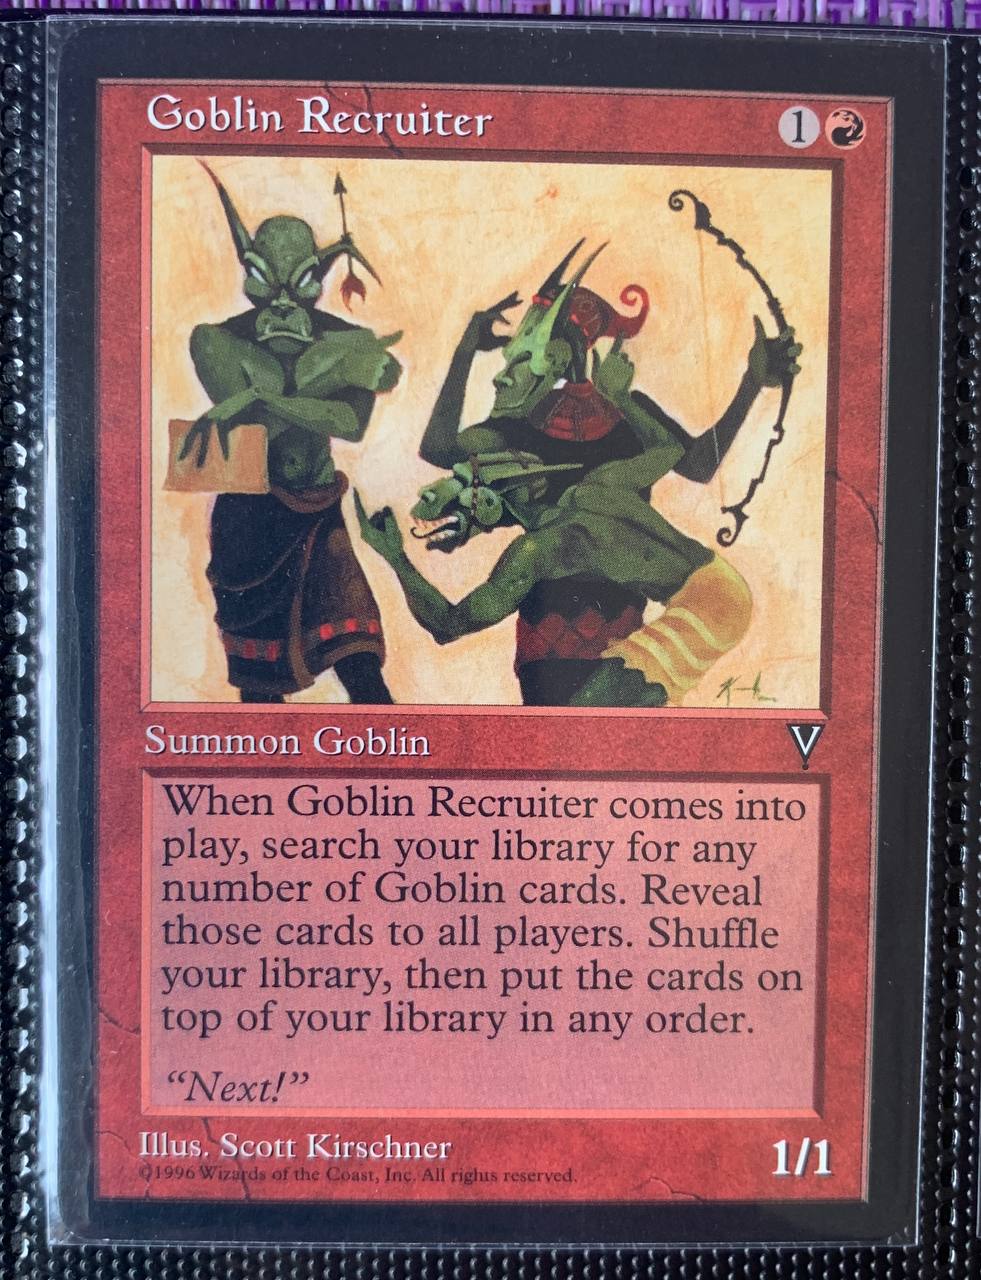 Goblin Recruiter
1
Summon Goblin
V
When Goblin Recruiter comes into
play, search your library for any
number of Goblin cards. Reveal
those cards to all players. Shuffle
your library, then put the cards on
top of your library in any order.
“Next!”
Illus. Scott Kirschner
1/1
©1996 Wizards of the Coast, Inc. All rights reserved.